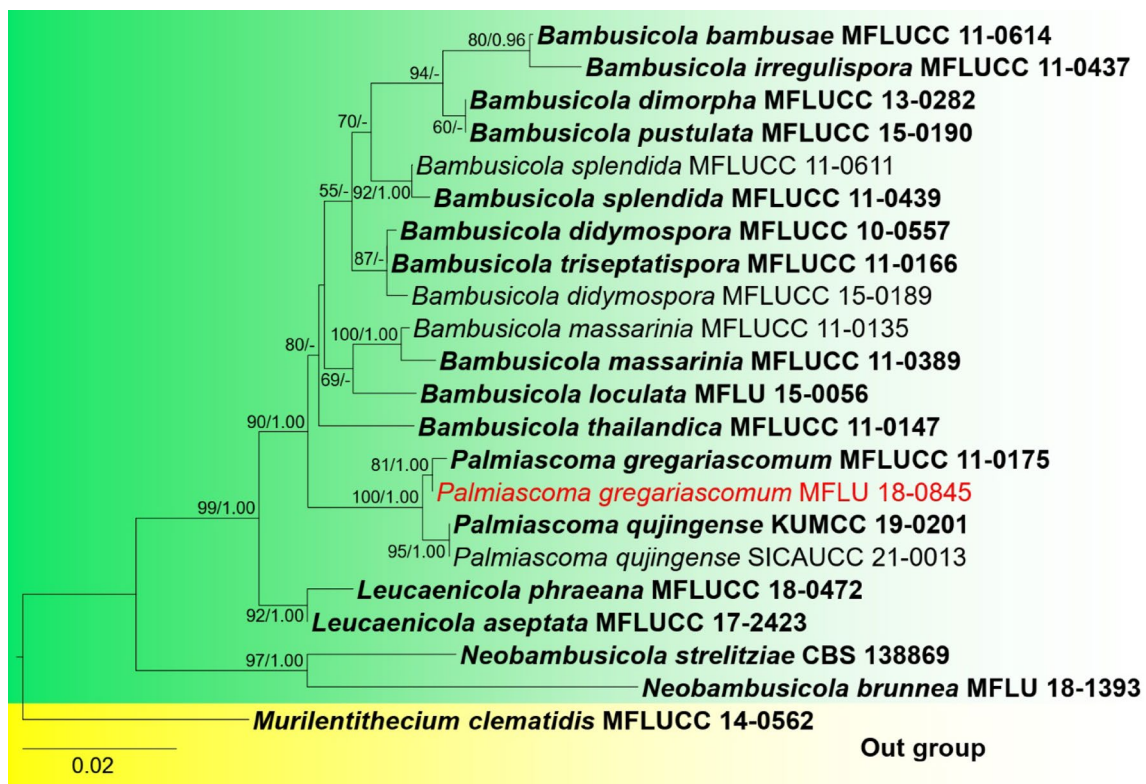 80/0.96
Bambusicola bambusae MFLUCC 11-0614
Bambusicola irregulispora MFLUCC 11-0437
94/-
Bambusicola dimorpha MFLUCC 13-0282
60/-
Bambusicola pustulata MFLUCC 15-0190
70/-
Bambusicola splendida MFLUCC 11-0611
55/-
92/1.00
Bambusicola splendida MFLUCC 11-0439
Bambusicola didymospora MFLUCC 10-0557
87/-
Bambusicola triseptatispora MFLUCC 11-0166
Bambusicola didymospora MFLUCC 15-0189
100/1.00
Bambusicola massarinia MFLUCC 11-0135
80/-
Bambusicola massarinia MFLUCC 11-0389
69/-
Bambusicola loculata MFLU 15-0056
90/1.00
Bambusicola thailandica MFLUCC 11-0147
81/1.00
Palmiascoma gregariascomum MFLUCC 11-0175
100/1.00
Palmiascoma gregariascomum MFLU 18-0845
99/1.00
Palmiascoma qujingense KUMCC 19-0201
95/1.00
Palmiascoma qujingense SICAUCC 21-0013
Leucaenicola phraeana MFLUCC 18-0472
92/1.00
Leucaenicola aseptata MFLUCC 17-2423
97/1.00
Neobambusicola strelitziae CBS 138869
Neobambusicola brunnea MFLU 18-1393
Murilentithecium clematidis MFLUCC 14-0562
Out group
0.02